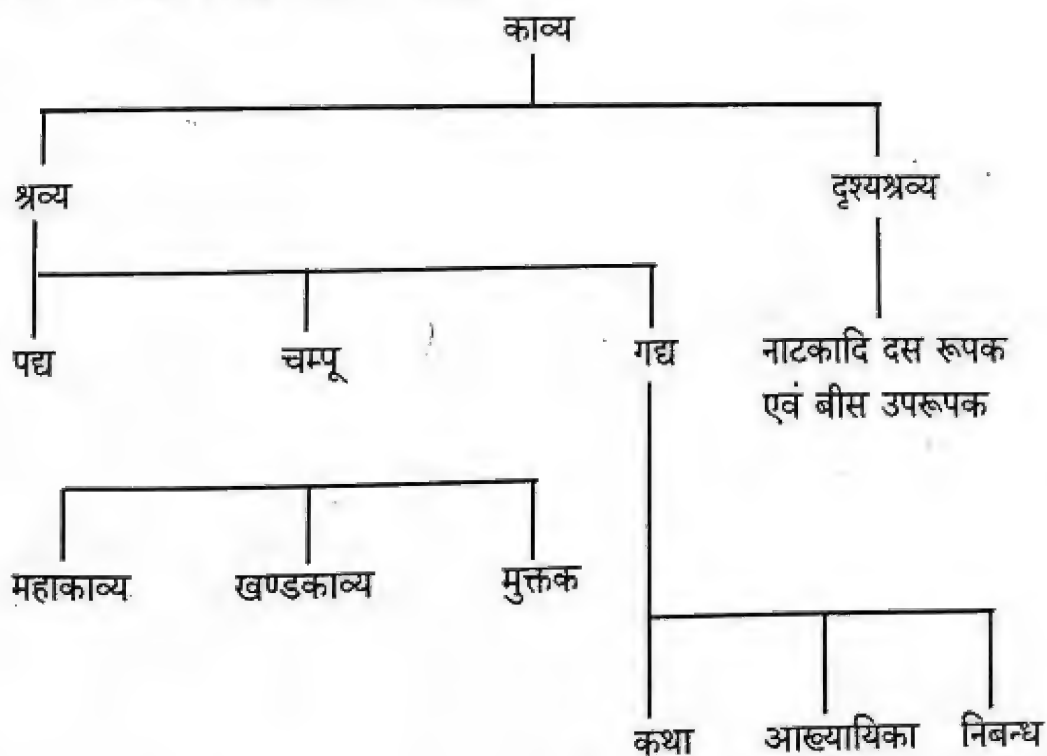 काव्य
श्रव्य दृश्यश्रव्य
पद्य चम्पू गद्य नाटकादि दस रूपक
एवं बीस उपरूपक
महाकाव्य खण्डकाव्य मुक्तक
कथा आख्यायिका निबन्ध